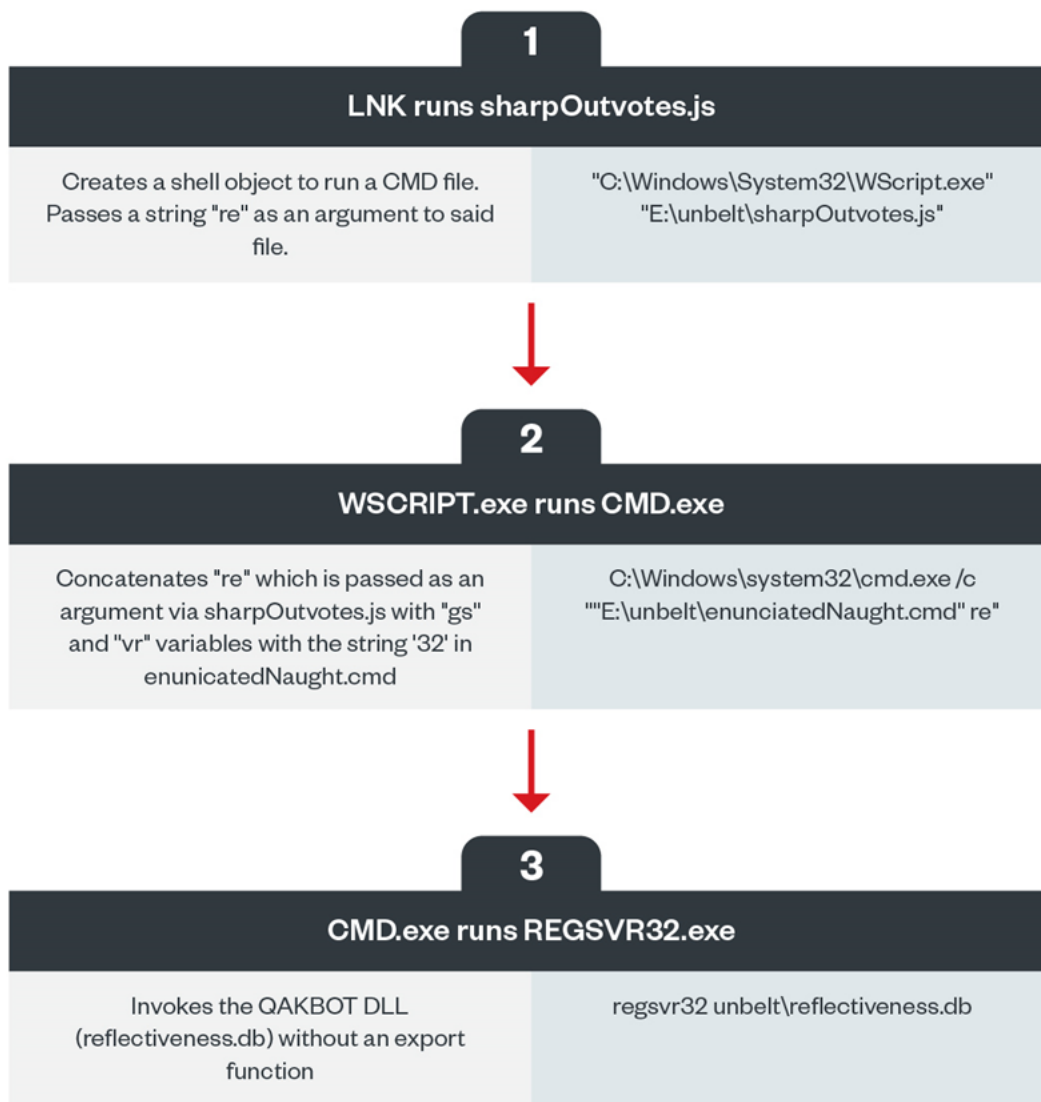 1
LNK runs sharpOutvotes.js
Creates a shell object to run a CMD file.
Passes a string "re" as an argument to said
file.
"C:\Windows\System32\WScript.exe"
"E:\unbelt\sharpOutvotes.js"
2
WSCRIPT.exe runs CMD.exe
Concatenates "re" which is passed as an
argument via sharpOutvotes.js with "gs"
and "vr" variables with the string '32' in
enunicatedNaught.cmd
C:\Windows\system32\cmd.exe /c
""E:\unbelt\enunciatedNaught.cmd" re"
3
CMD.exe runs REGSVR32.exe
Invokes the QAKBOT DLL
(reflectiveness.db) without an export
function
regsvr32 unbelt\reflectiveness.db